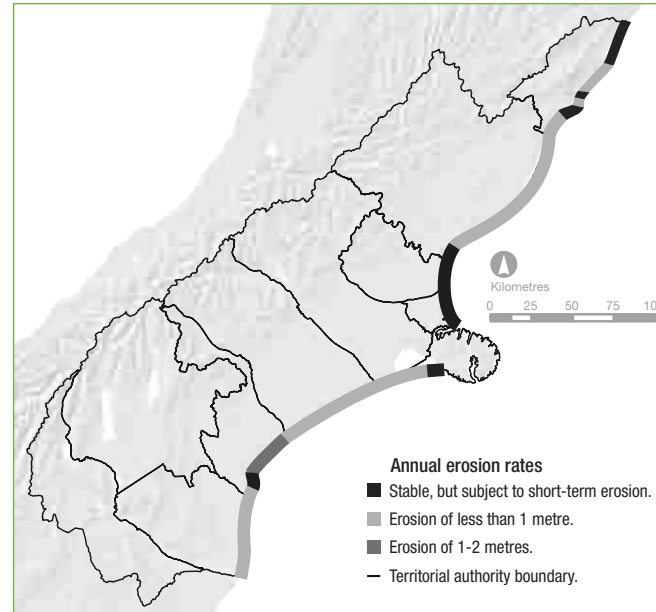 Kilometres
0 25 50 75 100
Annual erosion rates
Stable, but subject to short-term erosion.
Erosion of less than 1 metre.
Erosion of 1-2 metres.
Territorial authority boundary.